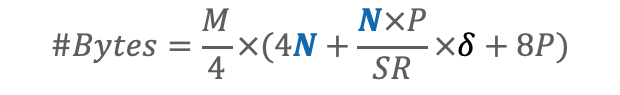 #Bytes = M/4 × (4N + N×P/SR × δ + 8P)